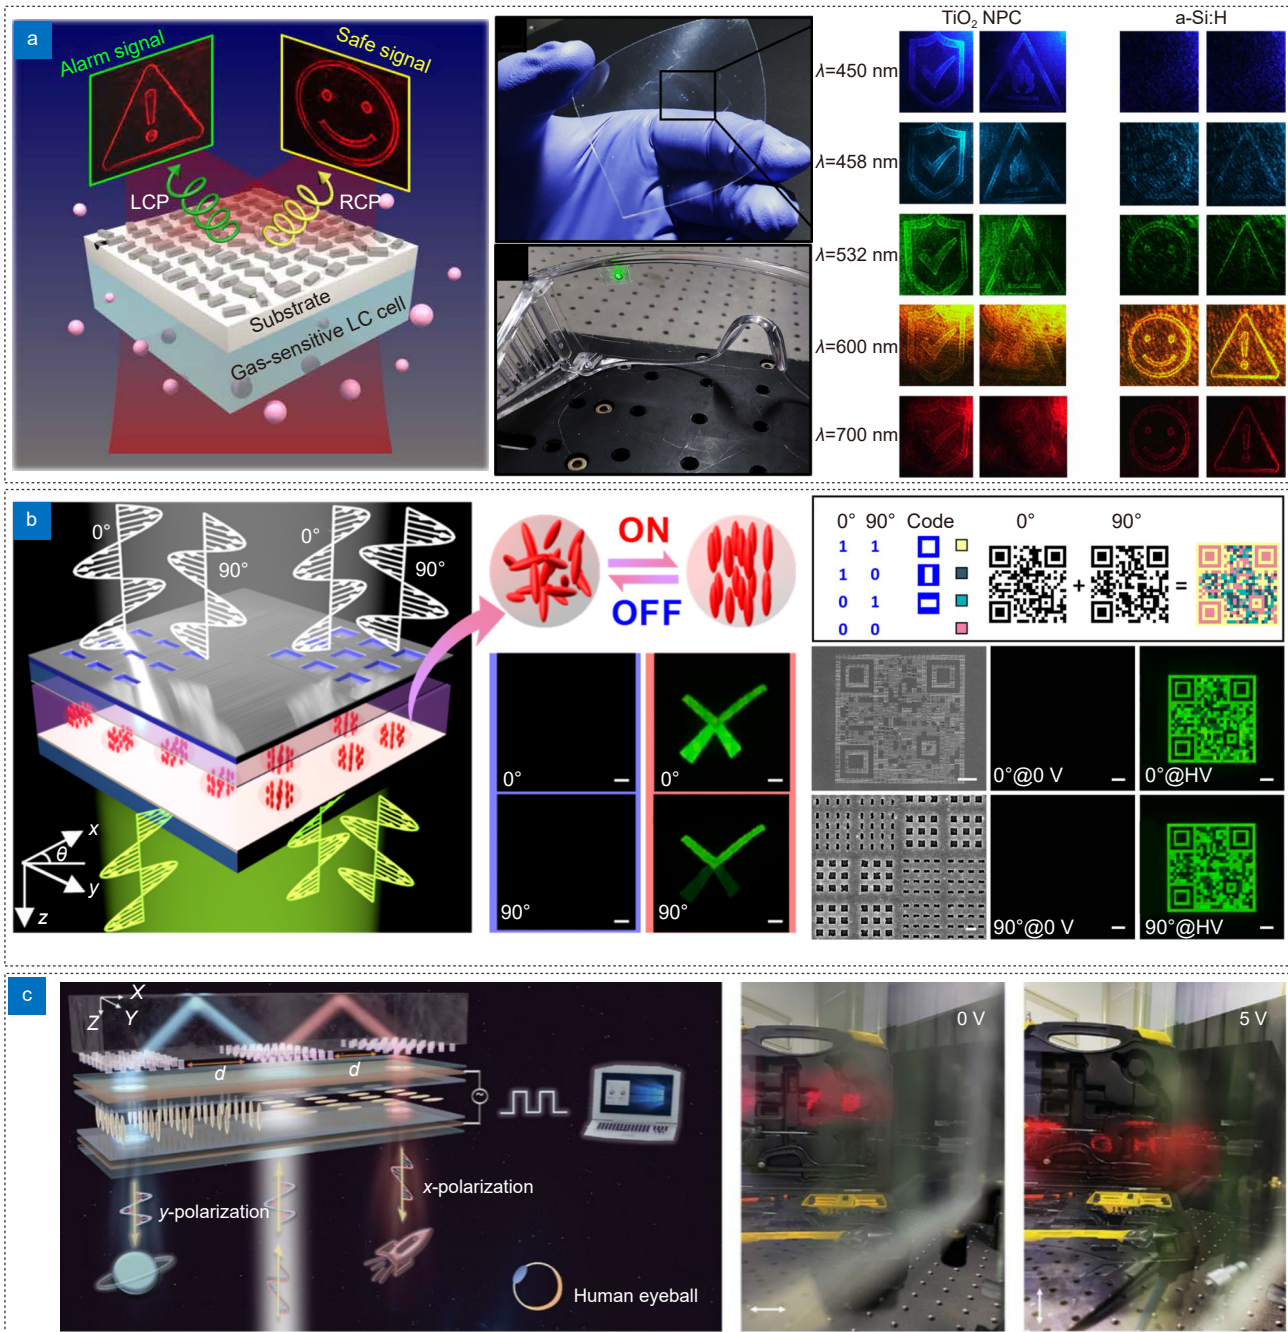 a
Alarm signal
Safe signal
LCP
RCP
Substrate
Gas-sensitive LC cell
TiO₂ NPC
a-Si:H
λ=450 nm
λ=458 nm
λ=532 nm
λ=600 nm
λ=700 nm
b
0°
90°
0°
90°
x
θ
y
z
ON
OFF
0°
0°
90°
90°
0° 90° Code
1 1
1 0
0 1
0 0
0° 90°
+ =
0°@0 V
0°@HV
90°@0 V
90°@HV
c
X
Y
Z
d
d
~
y-polarization
x-polarization
Human eyeball
0 V
5 V